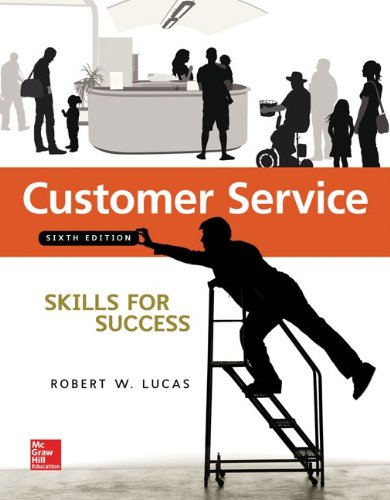 Customer Service
SIXTH EDITION
SKILLS FOR
SUCCESS
ROBERT W. LUCAS
Mc
Graw
Hill
Education